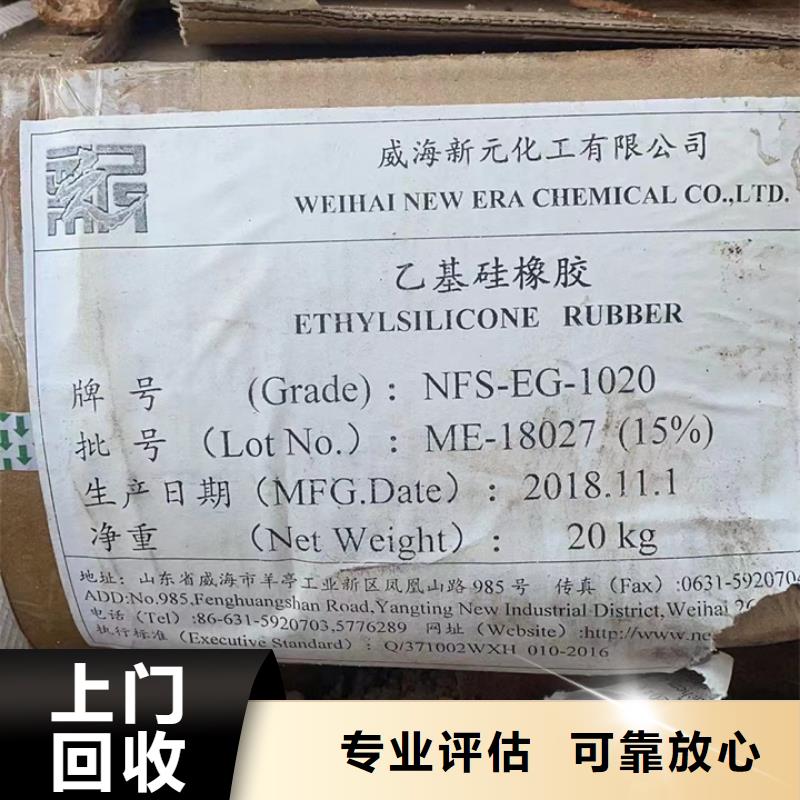 威海新元化工有限公司
WEIHAI NEW ERA CHEMICAL CO.,LTD.
乙基硅橡胶
ETHYLSILICONE RUBBER
牌 号 (Grade)：NFS-EG-1020
批 号（Lot No.）：ME-18027 (15%)
生产日期（MFG.Date）：2018.11.1
净重 （Net Weight）： 20 kg
地址：山东省威海市羊亭工业新区凤凰山路 985 号 传真（Fax）:0631-592070
ADD:No.985,Fenghuangshan Road,Yangting New Industrial District,Weihai
电话（Tel）:86-631-5920703,5776289 网址（Website）:http://www.ne
执行标准（Executive Standard）：Q/371002WXH 010-2016
上门
回收
专业评估 可靠放心